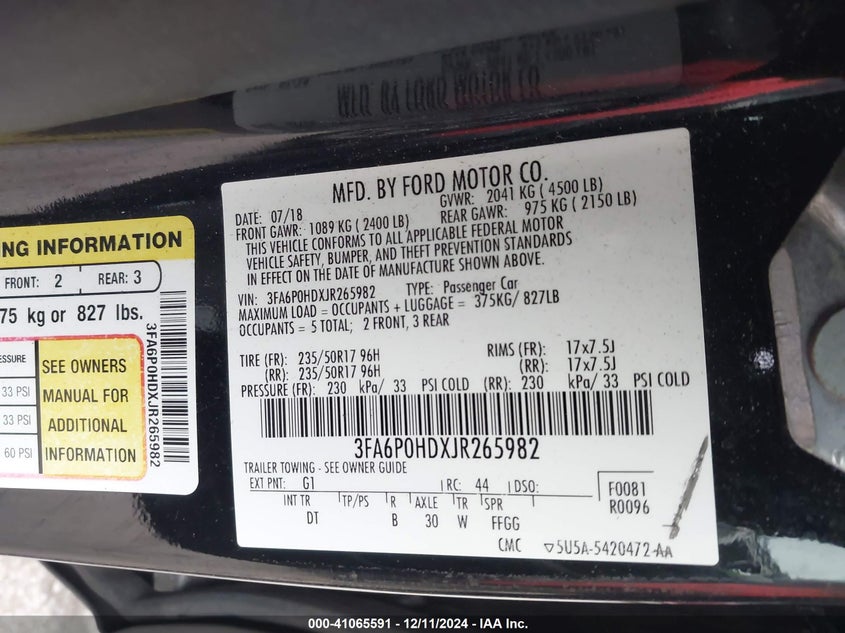 MFD. BY FORD MOTOR CO.
DATE: 07/18 GVWR: 2041 KG ( 4500 LB)
FRONT GAWR: 1089 KG ( 2400 LB) REAR GAWR: 975 KG ( 2150 LB)
THIS VEHICLE CONFORMS TO ALL APPLICABLE FEDERAL MOTOR
VEHICLE SAFETY, BUMPER, AND THEFT PREVENTION STANDARDS
IN EFFECT ON THE DATE OF MANUFACTURE SHOWN ABOVE.
VIN: 3FA6P0HDXJR265982 TYPE: Passenger Car
MAXIMUM LOAD = OCCUPANTS + LUGGAGE = 375KG/ 827LB
OCCUPANTS = 5 TOTAL; 2 FRONT, 3 REAR
TIRE (FR): 235/50R17 96H RIMS (FR): 17x7.5J
(RR): 235/50R17 96H (RR): 17x7.5J
PRESSURE (FR): 230 kPa/ 33 PSI COLD (RR): 230 kPa/ 33 PSI COLD
3FA6P0HDXJR265982
TRAILER TOWING - SEE OWNER GUIDE
EXT PNT: G1 RC: 44 DSO: F0081
R0096
INT TR TP/PS R AXLE TR SPR
DT B 30 W FFGG
CMC ▽5U5A-5420472-AA
NG INFORMATION
FRONT: 2 REAR: 3
75 kg or 827 lbs.
ESSURE
33 PSI
33 PSI
60 PSI
SEE OWNERS
MANUAL FOR
ADDITIONAL
INFORMATION
3FA6P0HDXJR265982
000-41065591 - 12/11/2024 - IAA Inc.